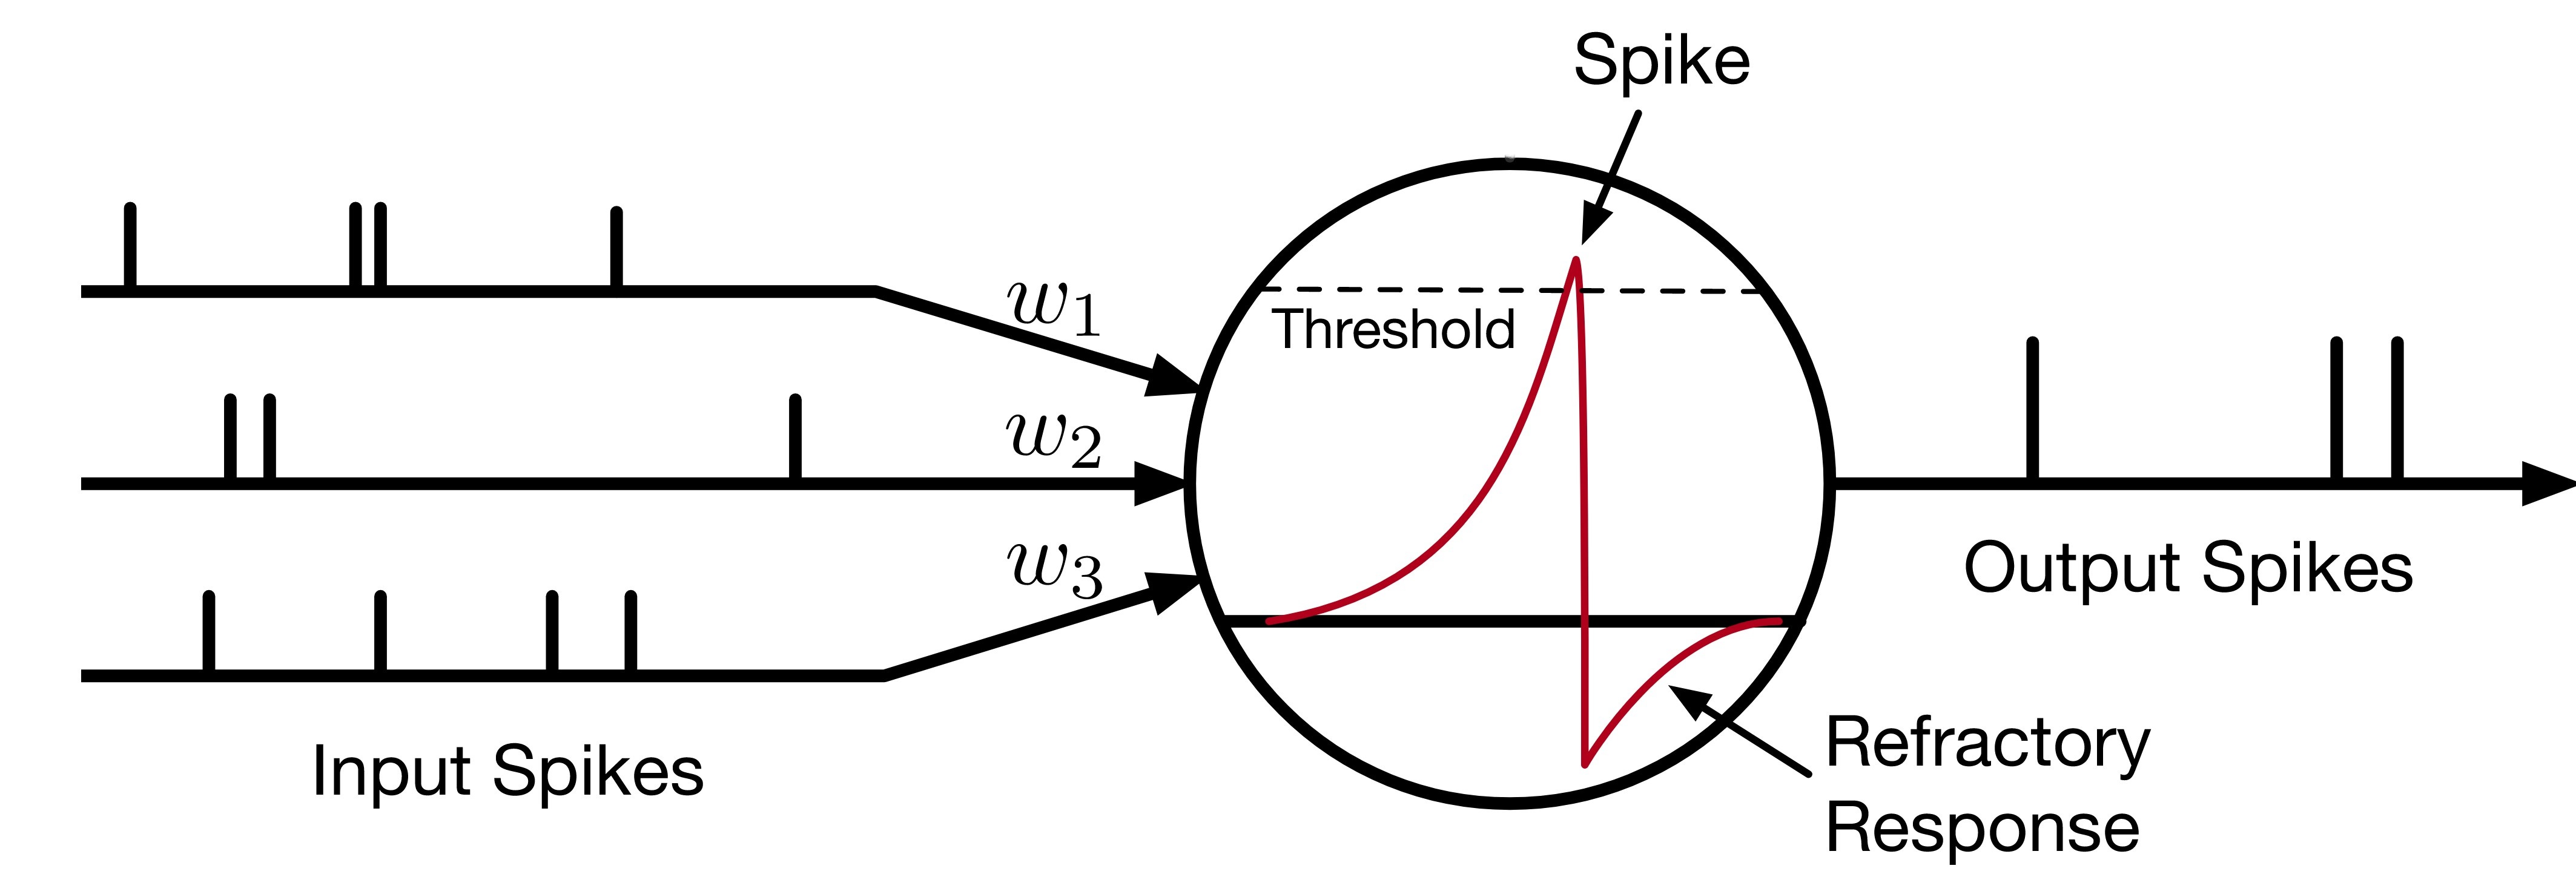 Spike
w1
Threshold
w2
w3
Output Spikes
Input Spikes
Refractory
Response